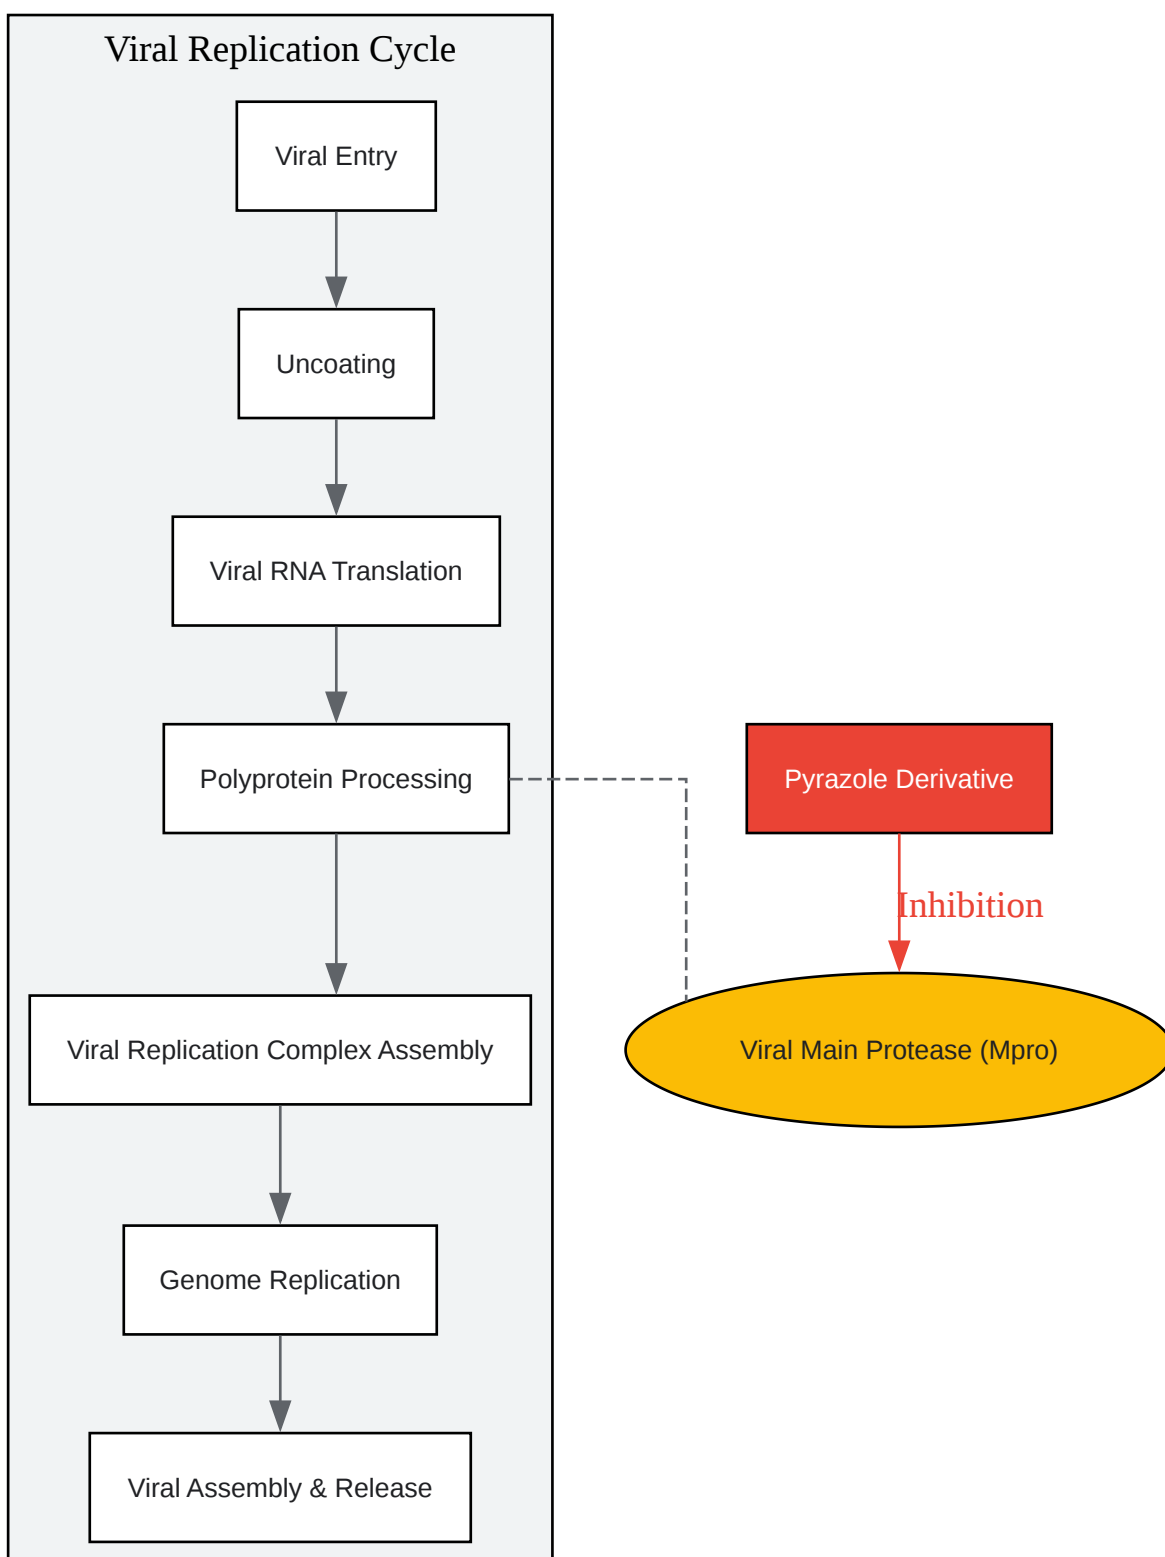 Viral Replication Cycle
Viral Entry
Uncoating
Viral RNA Translation
Polyprotein Processing
Pyrazole Derivative
Inhibition
Viral Replication Complex Assembly
Viral Main Protease (Mpro)
Genome Replication
Viral Assembly & Release